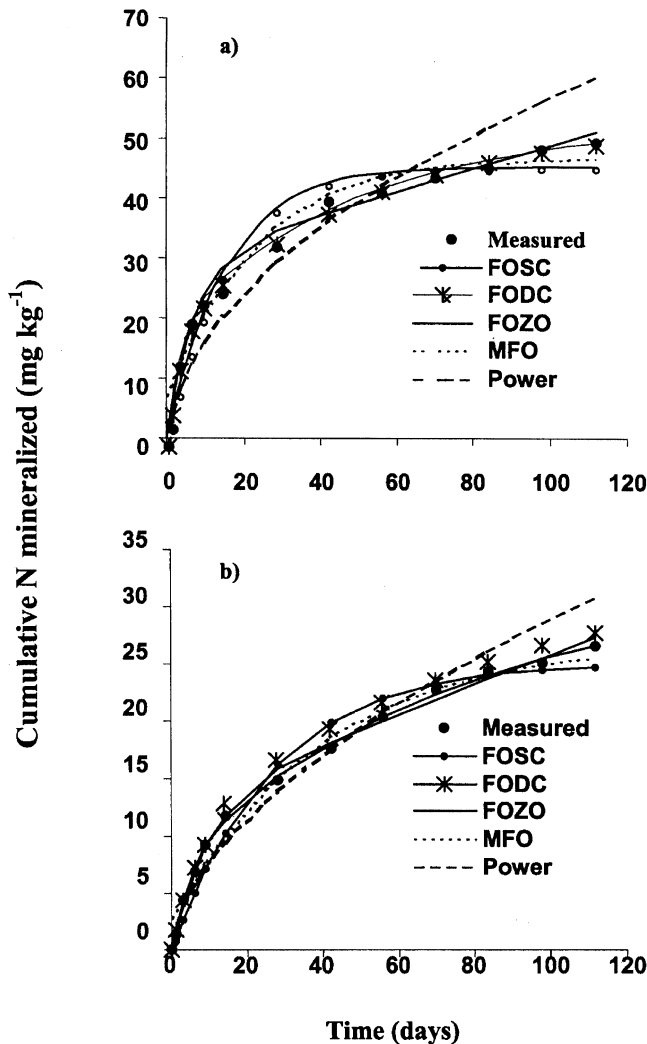 a)
70
60
50
40
30
20
10
0
0 20 40 60 80 100 120
Measured
FOSC
FODC
FOZO
MFO
Power
Cumulative N mineralized (mg kg⁻¹)
b)
35
30
25
20
15
10
5
0
0 20 40 60 80 100 120
Measured
FOSC
FODC
FOZO
MFO
Power
Time (days)